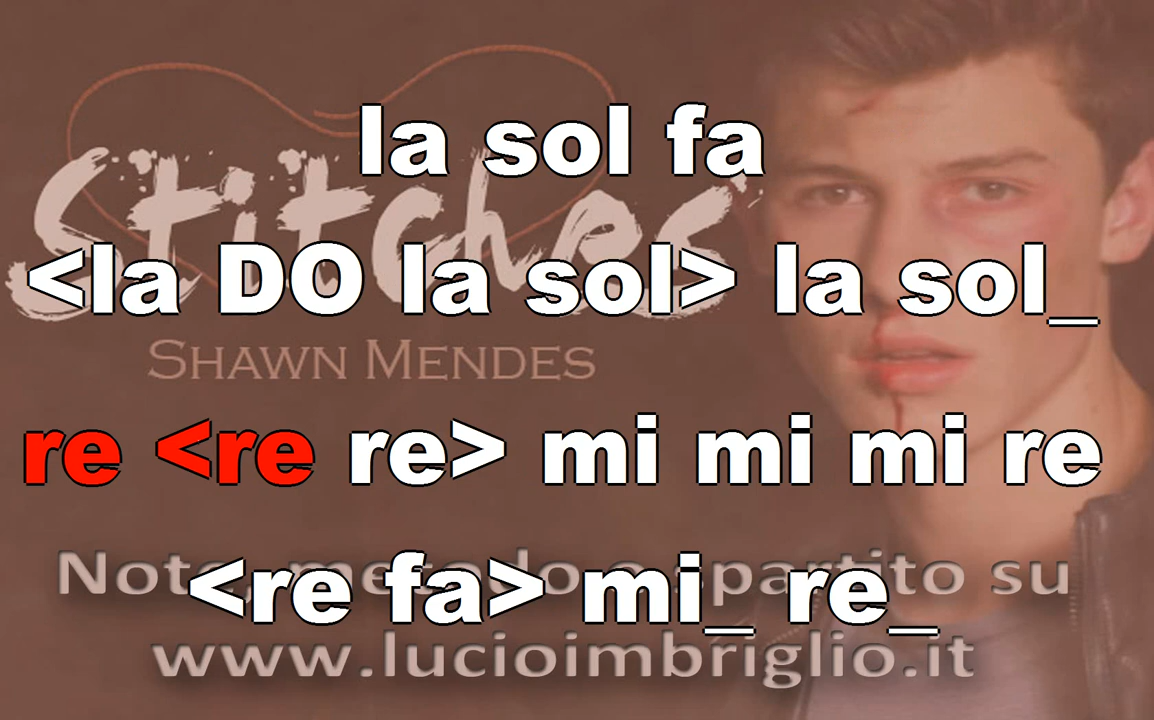 la sol fa
Stitches
<la DO la sol> la sol_
SHAWN MENDES
re <re re> mi mi mi re
Note, metodo e spartito su
<re fa> mi_ re_
www.lucioimbriglio.it